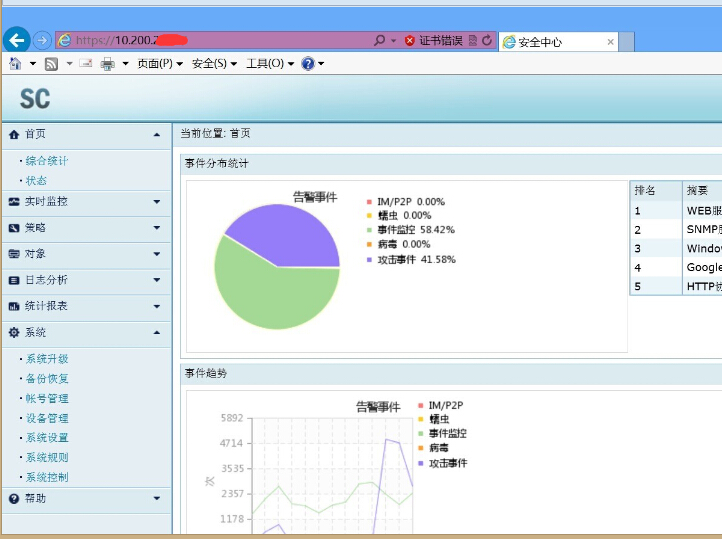 https://10.200.2
证书错误
安全中心
页面(P)
安全(S)
工具(O)
SC
首页
当前位置: 首页
综合统计
状态
实时监控
策略
对象
日志分析
统计报表
系统
系统升级
备份恢复
帐号管理
设备管理
系统设置
系统规则
系统控制
帮助
事件分布统计
告警事件
IM/P2P 0.00%
蠕虫 0.00%
事件监控 58.42%
病毒 0.00%
攻击事件 41.58%
排名 摘要
1 WEB服
2 SNMP
3 Windo
4 Google
5 HTTP协
事件趋势
告警事件
IM/P2P
蠕虫
事件监控
病毒
攻击事件
次
5892
4714
3535
2357
1178